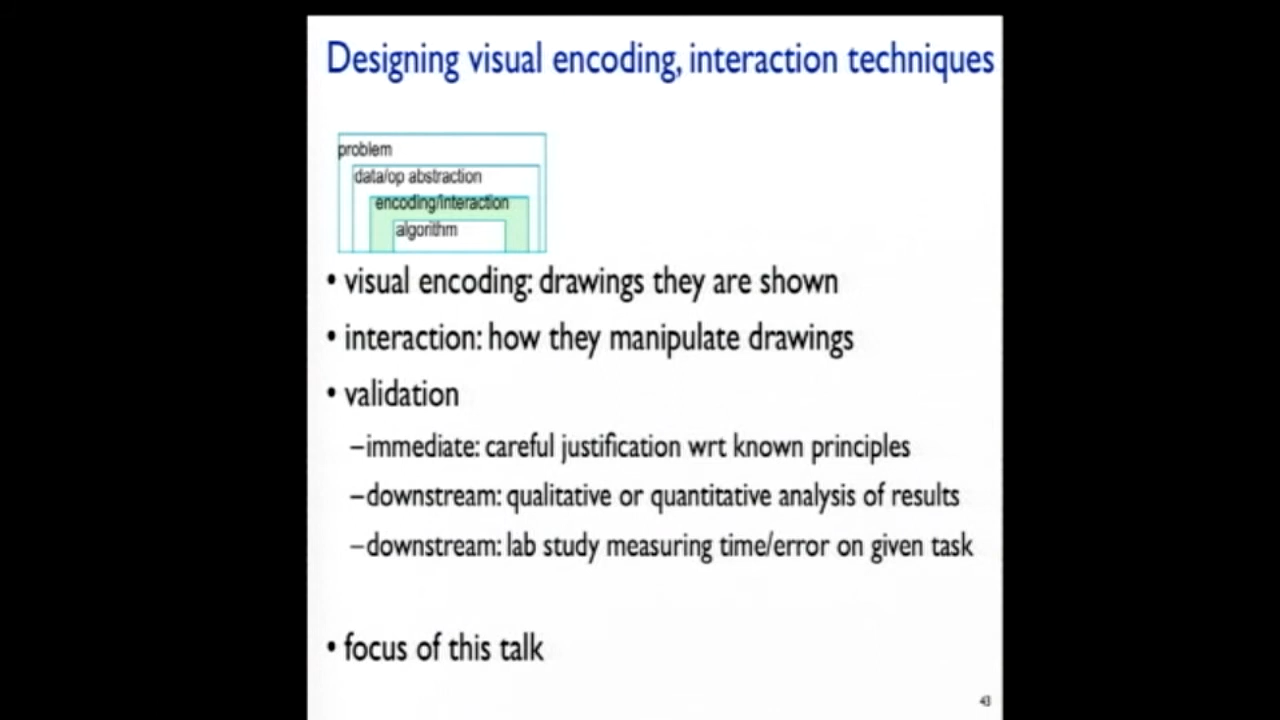 Designing visual encoding, interaction techniques
problem
data/op abstraction
encoding/interaction
algorithm
• visual encoding: drawings they are shown
• interaction: how they manipulate drawings
• validation
–immediate: careful justification wrt known principles
–downstream: qualitative or quantitative analysis of results
–downstream: lab study measuring time/error on given task
• focus of this talk
43